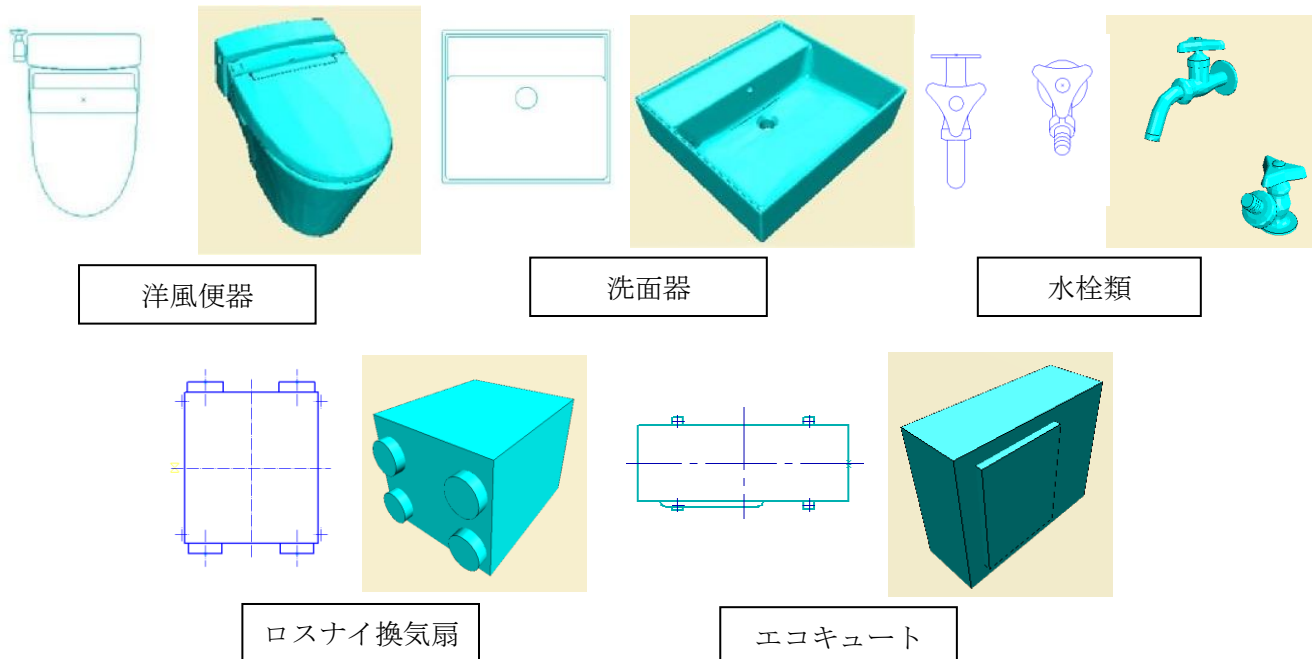 洋風便器
洗面器
水栓類
ロスナイ換気扇
エコキュート